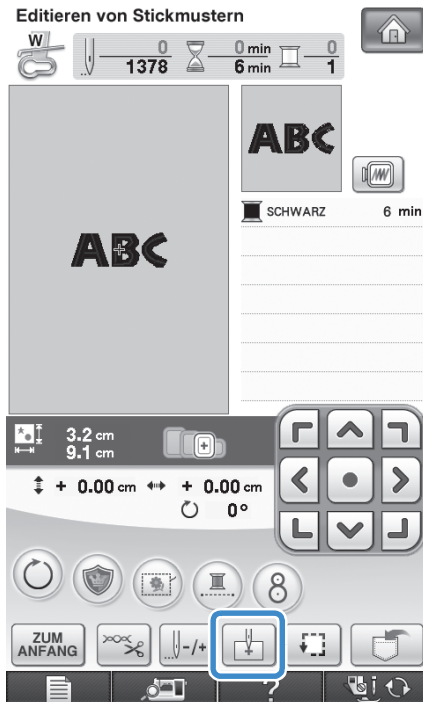 Editieren von Stickmustern
W
0 0 min 0
1378 6 min 1
ABC
ABC
SCHWARZ 6 min
3.2 cm
9.1 cm
+ 0.00 cm + 0.00 cm
0°
8
ZUM
ANFANG
-/+
?